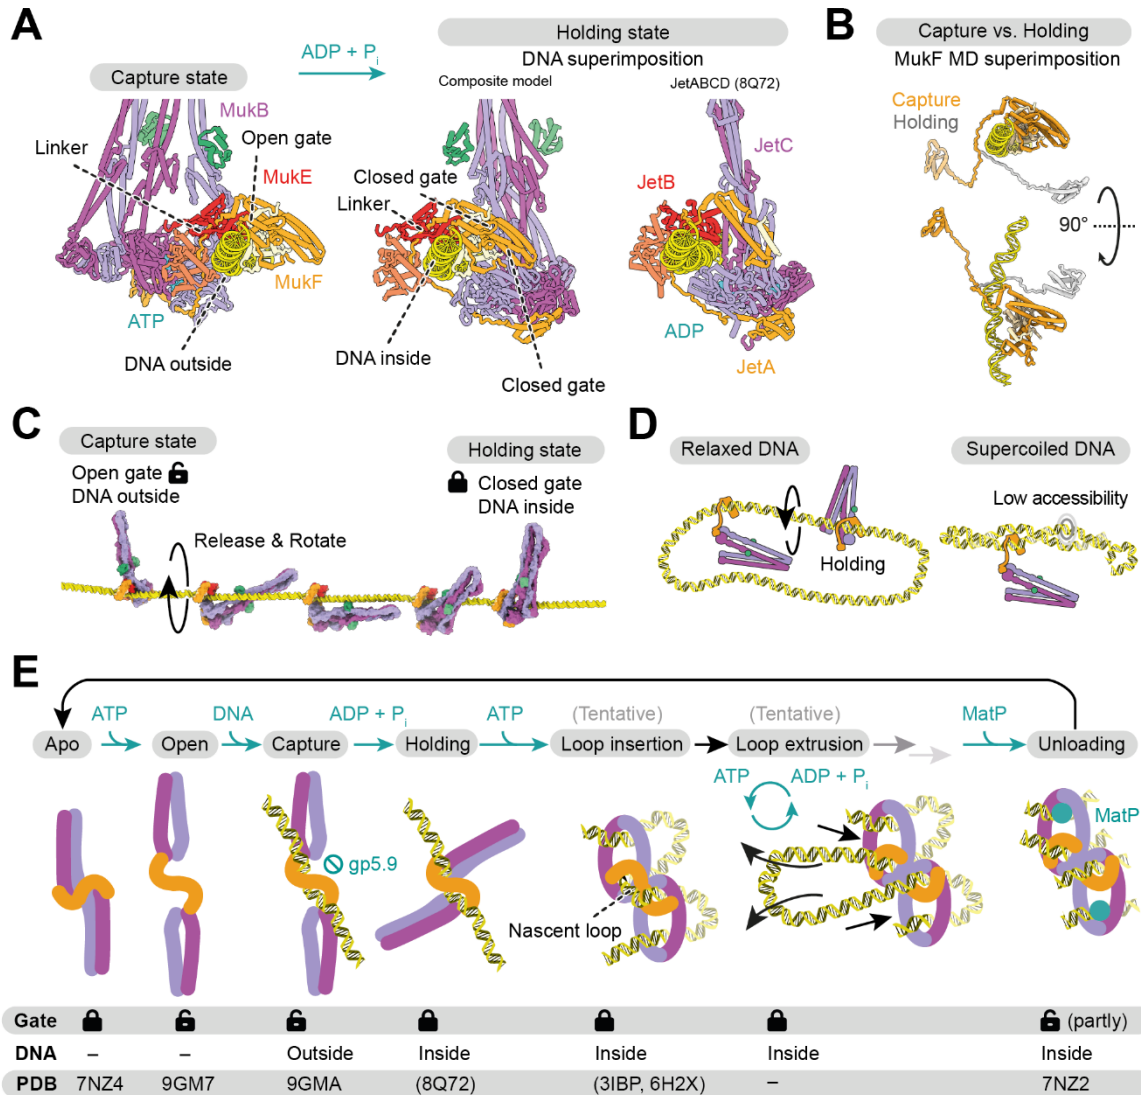 A
ADP + Pi
Capture state
Holding state
DNA superimposition
Composite model
JetABCD (8Q72)
MukB
Linker
Open gate
MukE
Closed gate
Linker
MukF
ATP
DNA outside
DNA inside
Closed gate
JetC
JetB
ADP
JetA
B
Capture vs. Holding
MukF MD superimposition
Capture
Holding
90°
C
Capture state
Open gate
DNA outside
Holding state
Closed gate
DNA inside
Release & Rotate
D
Relaxed DNA
Supercoiled DNA
Low accessibility
Holding
E
ATP
DNA
ADP + Pi
ATP
(Tentative)
(Tentative)
MatP
Apo
Open
Capture
Holding
Loop insertion
Loop extrusion
Unloading
ATP
ADP + Pi
MatP
gp5.9
Nascent loop
Gate (partly)
DNA – – Outside Inside Inside Inside Inside
PDB 7NZ4 9GM7 9GMA (8Q72) (3IBP, 6H2X) – 7NZ2